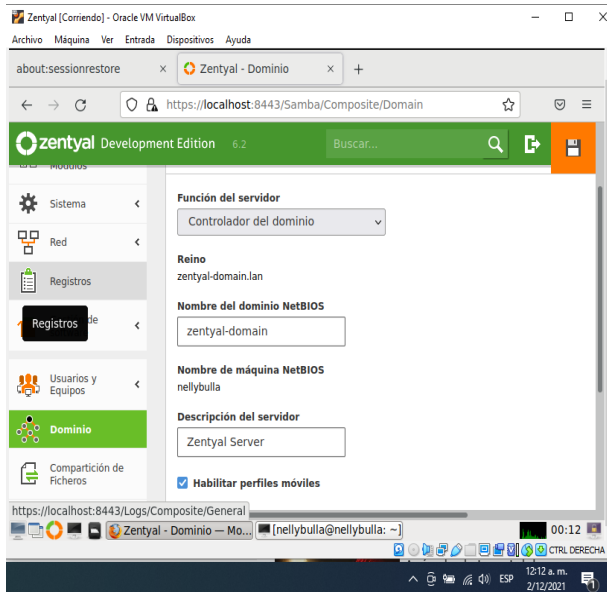 Zentyal [Corriendo] - Oracle VM VirtualBox
Archivo Máquina Ver Entrada Dispositivos Ayuda
about:sessionrestore
Zentyal - Dominio
https://localhost:8443/Samba/Composite/Domain
zentyal Development Edition 6.2
Buscar...
Módulos
Sistema
Red
Registros
Registros
de
Usuarios y
Equipos
Dominio
Compartición de
Ficheros
Función del servidor
Controlador del dominio
Reino
zentyal-domain.lan
Nombre del dominio NetBIOS
zentyal-domain
Nombre de máquina NetBIOS
nellybulla
Descripción del servidor
Zentyal Server
Habilitar perfiles móviles
https://localhost:8443/Logs/Composite/General
Zentyal - Dominio — Mo...
[nellybulla@nellybulla: ~]
00:12
CTRL DERECHA
ESP
12:12 a. m.
2/12/2021
1